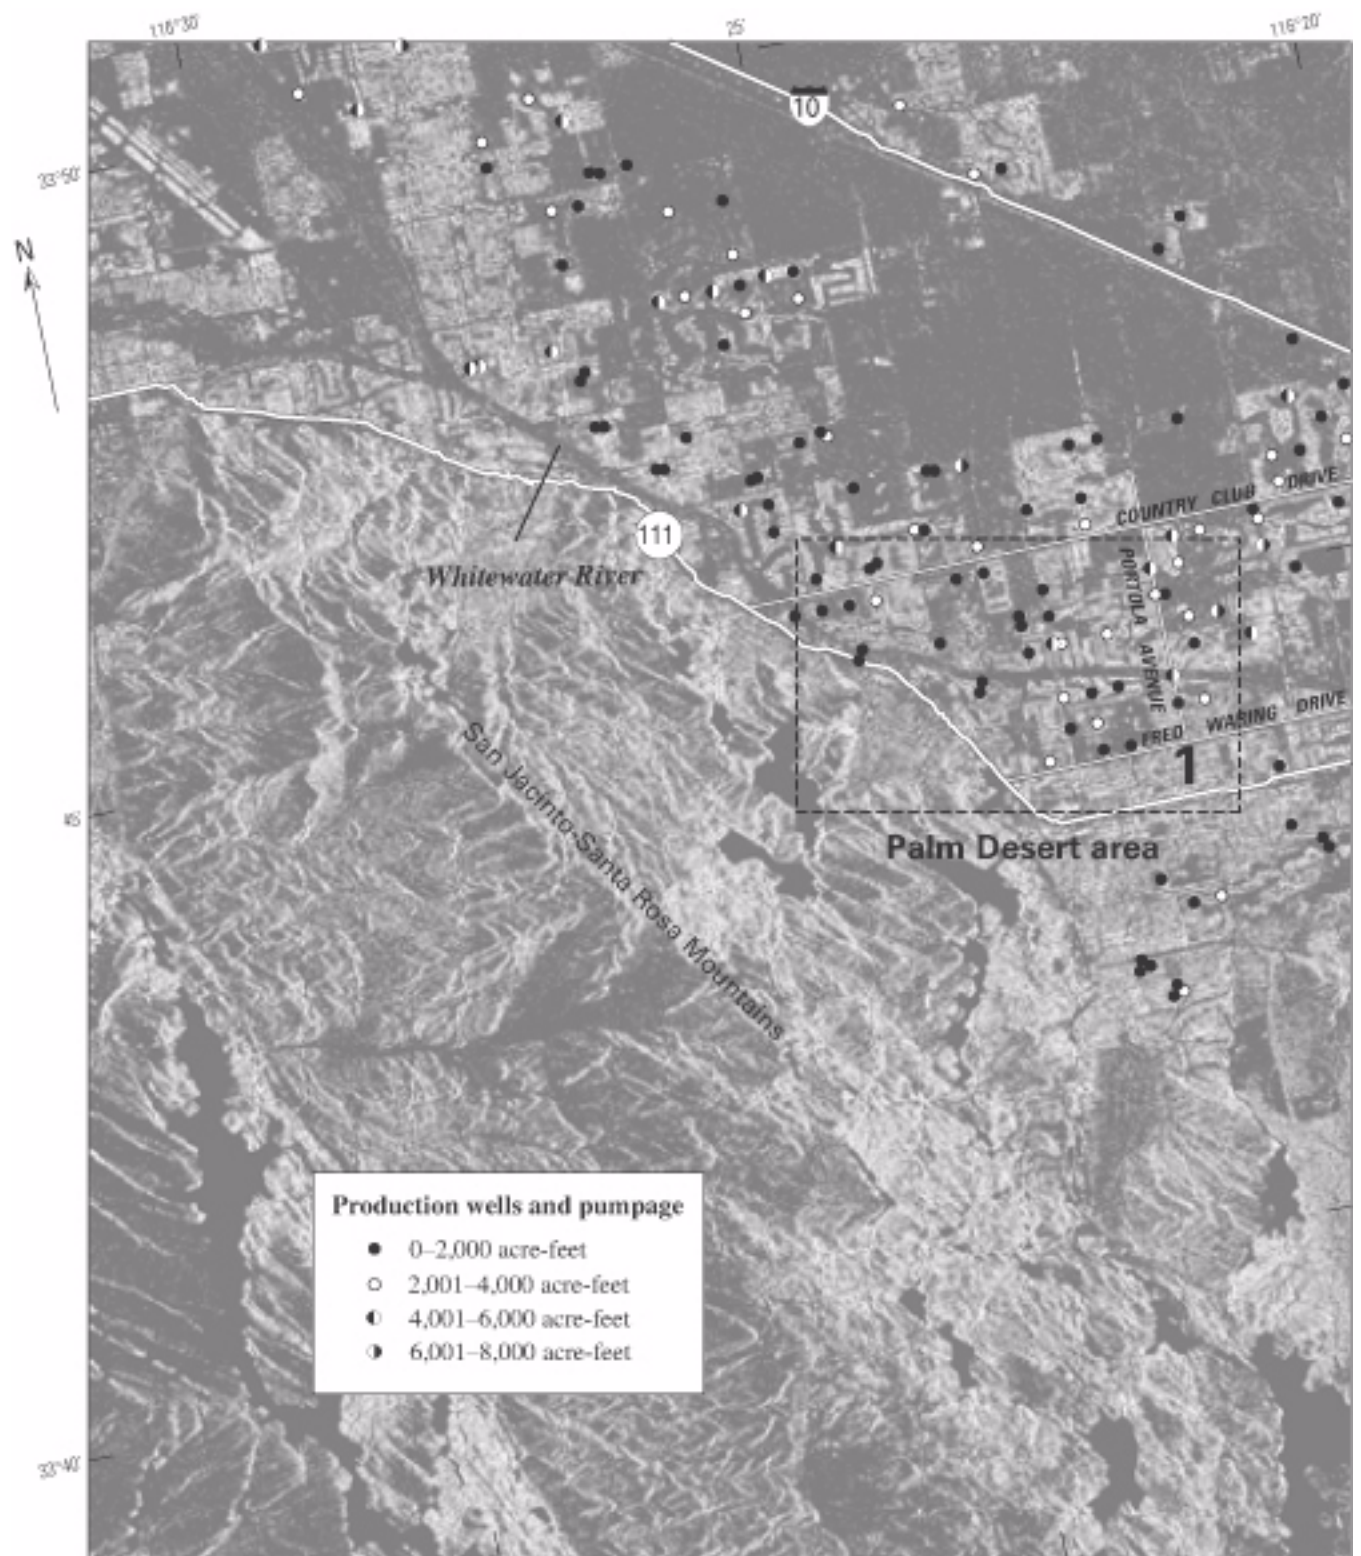 116°30'
25'
116°20'
10
33°50'
N
COUNTRY CLUB DRIVE
111
Whitewater River
PORTOLA AVENUE
FRED WARING DRIVE
1
San Jacinto-Santa Rosa Mountains
45'
Palm Desert area
Production wells and pumpage
0–2,000 acre-feet
2,001–4,000 acre-feet
4,001–6,000 acre-feet
6,001–8,000 acre-feet
33°40'